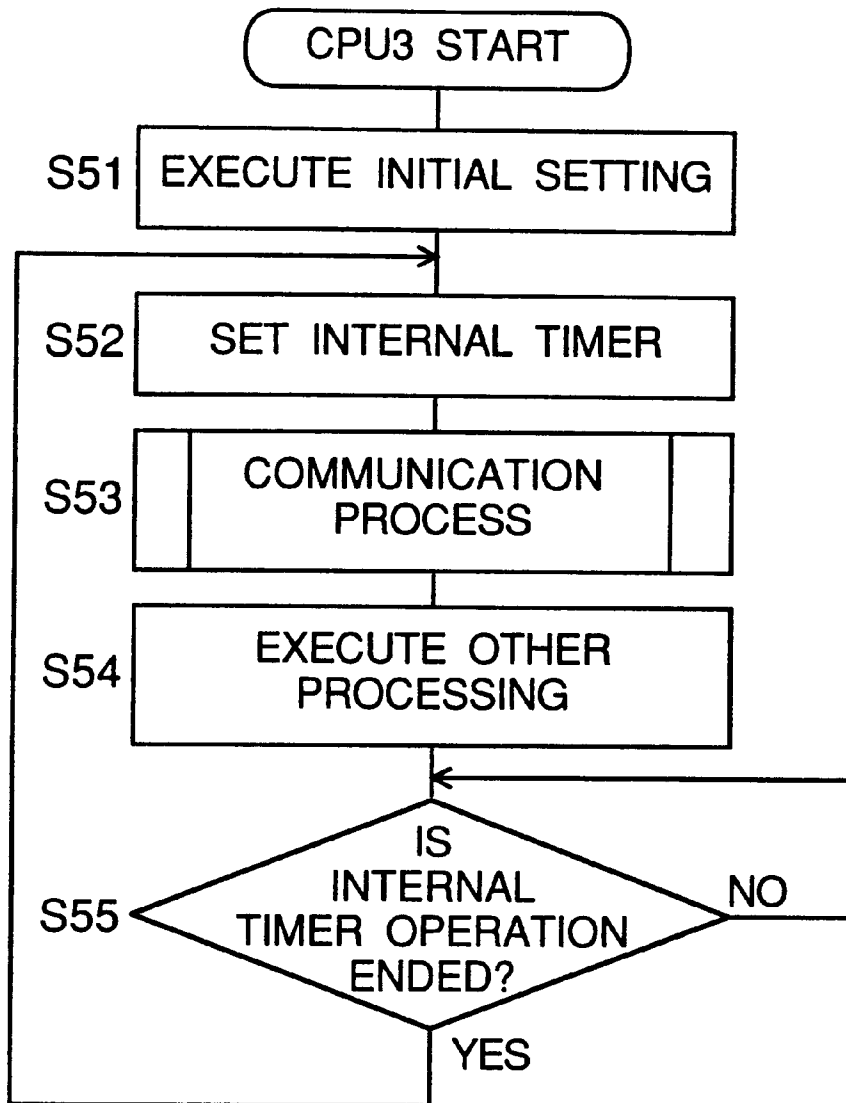 CPU3 START
S51
EXECUTE INITIAL SETTING
S52
SET INTERNAL TIMER
S53
COMMUNICATION
PROCESS
S54
EXECUTE OTHER
PROCESSING
S55
IS
INTERNAL
TIMER OPERATION
ENDED?
NO
YES